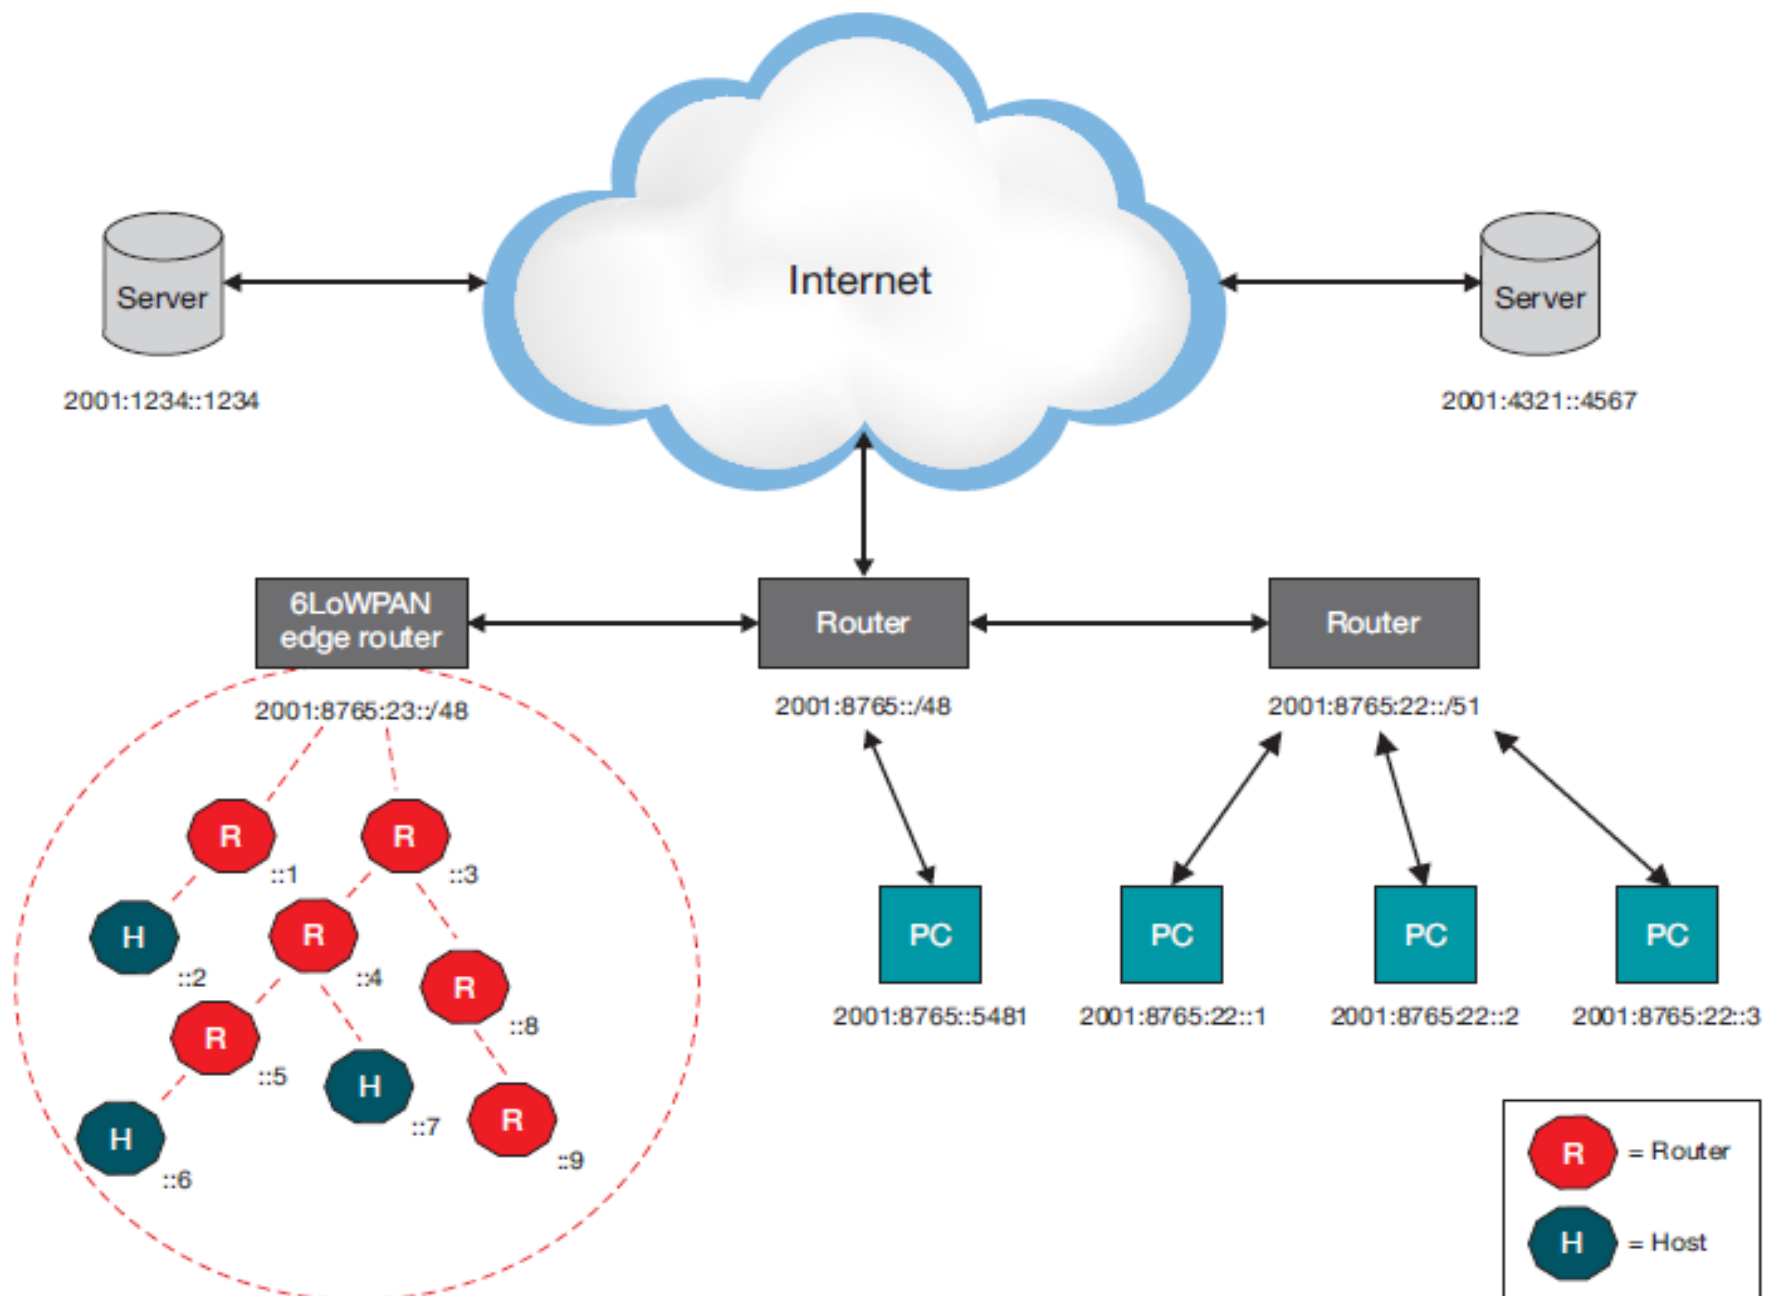 Internet
Server
Server
2001:1234::1234
2001:4321::4567
6LoWPAN
edge router
Router
Router
2001:8765:23::/48
2001:8765::/48
2001:8765:22::/51
R
::1
R
::3
H
::2
R
::4
R
::8
R
::5
H
::7
R
::9
H
::6
PC
PC
PC
PC
2001:8765::5481
2001:8765:22::1
2001:8765:22::2
2001:8765:22::3
R = Router
H = Host